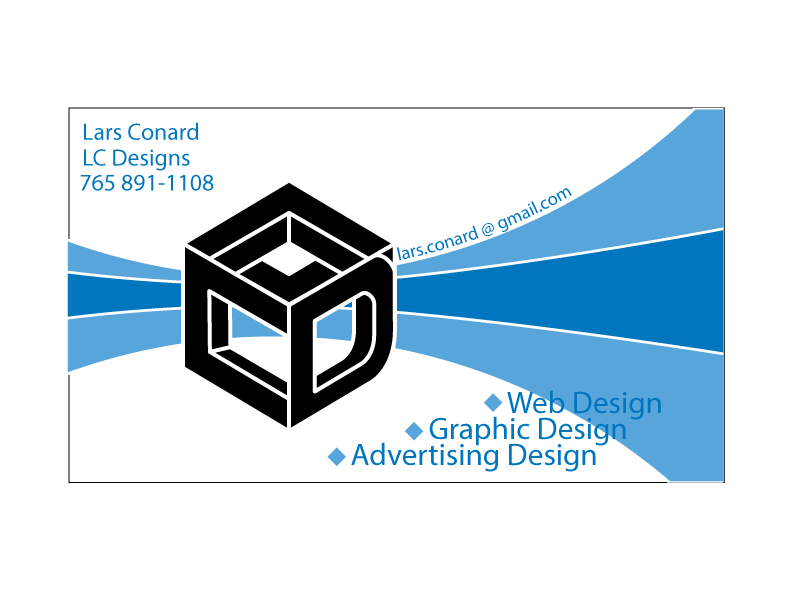 Lars Conard
LC Designs
765 891-1108
lars.conard @ gmail.com
Web Design
Graphic Design
Advertising Design